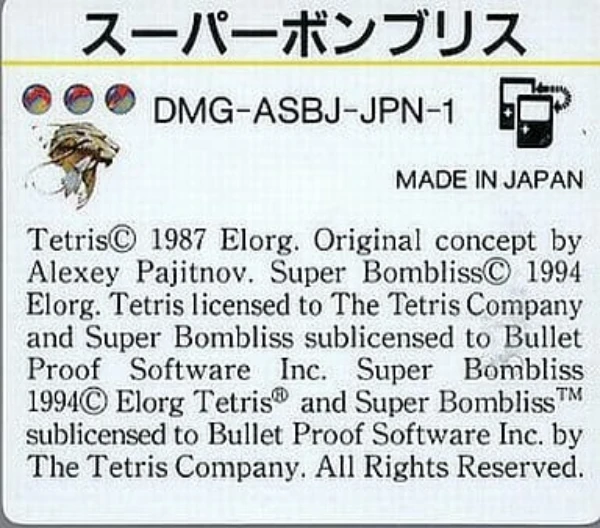 スーパーボンブリス
DMG-ASBJ-JPN-1
MADE IN JAPAN
Tetris© 1987 Elorg. Original concept by
Alexey Pajitnov. Super Bombliss© 1994
Elorg. Tetris licensed to The Tetris Company
and Super Bombliss sublicensed to Bullet
Proof Software Inc. Super Bombliss
1994© Elorg Tetris® and Super Bombliss™
sublicensed to Bullet Proof Software Inc. by
The Tetris Company. All Rights Reserved.